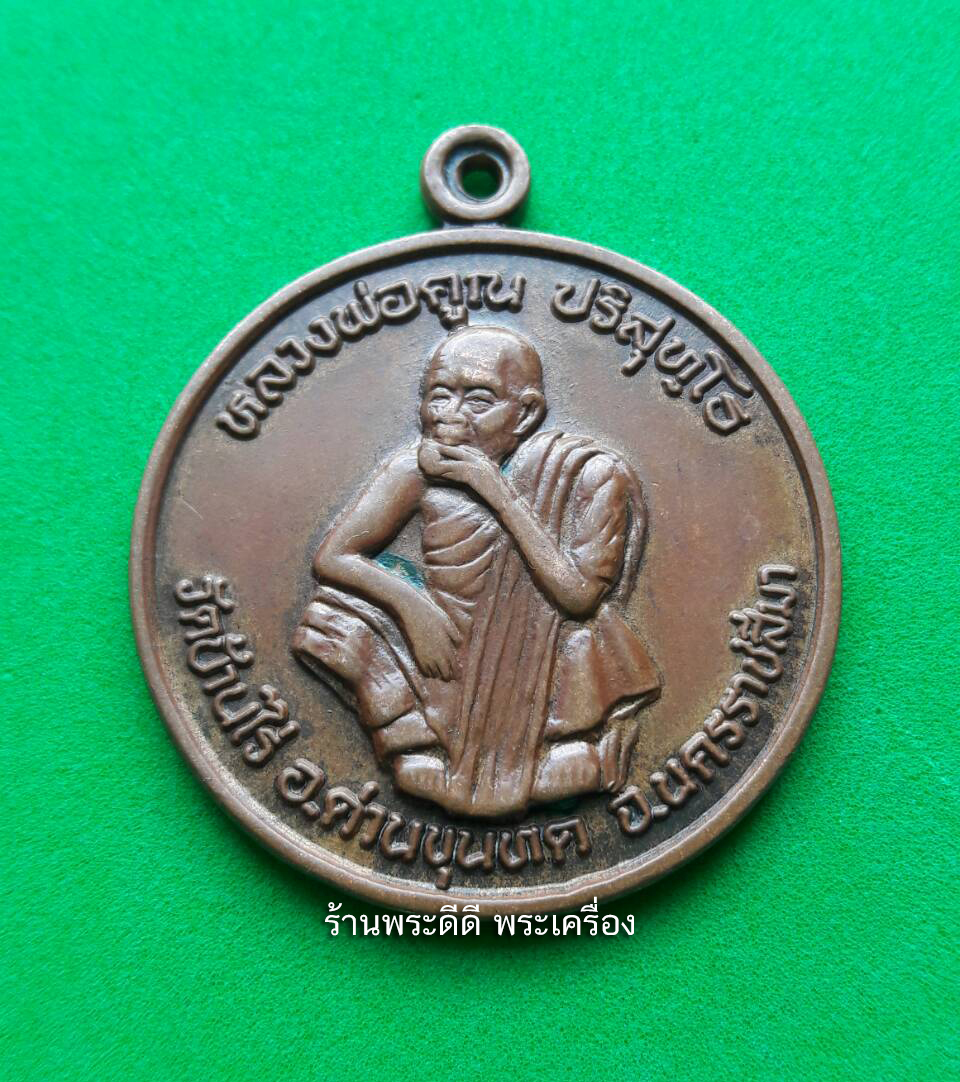 หลวงพ่อคูณ ปริสุทฺโธ
วัดบ้านไร่ อ.ด่านขุนทด จ.นครราชสีมา
ร้านพระดีดี พระเครื่อง